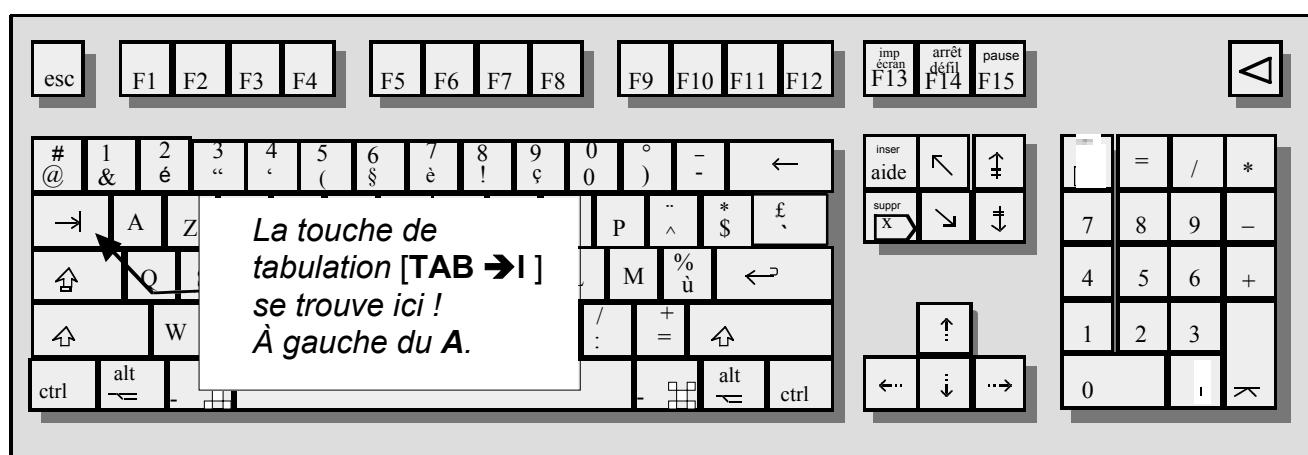 esc F1 F2 F3 F4 F5 F6 F7 F8 F9 F10 F11 F12 imp écran F13 arrêt défil F14 pause F15
# 1 2 3 4 5 6 7 8 9 0 ° _ ←
@ & é “ ‘ ( § è ! ç 0 ) -
inser aide = / *
A Z P ¨ ^ * $ £ `
suppr x 7 8 9 –
Q M % ù 4 5 6 +
W / : + = 1 2 3
ctrl alt - - alt ctrl 0
La touche de
tabulation [TAB ➔I ]
se trouve ici !
À gauche du A.